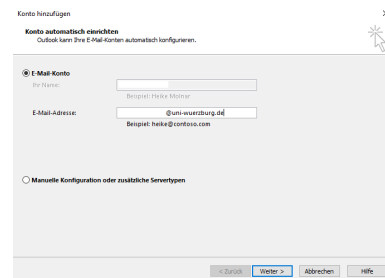 Konto hinzufügen
Konto automatisch einrichten
Outlook kann Ihre E-Mail-Konten automatisch konfigurieren.
E-Mail-Konto
Ihr Name:
Beispiel: Heike Molnar
E-Mail-Adresse: @uni-wuerzburg.de
Beispiel: heike@contoso.com
Manuelle Konfiguration oder zusätzliche Servertypen
< Zurück Weiter > Abbrechen Hilfe